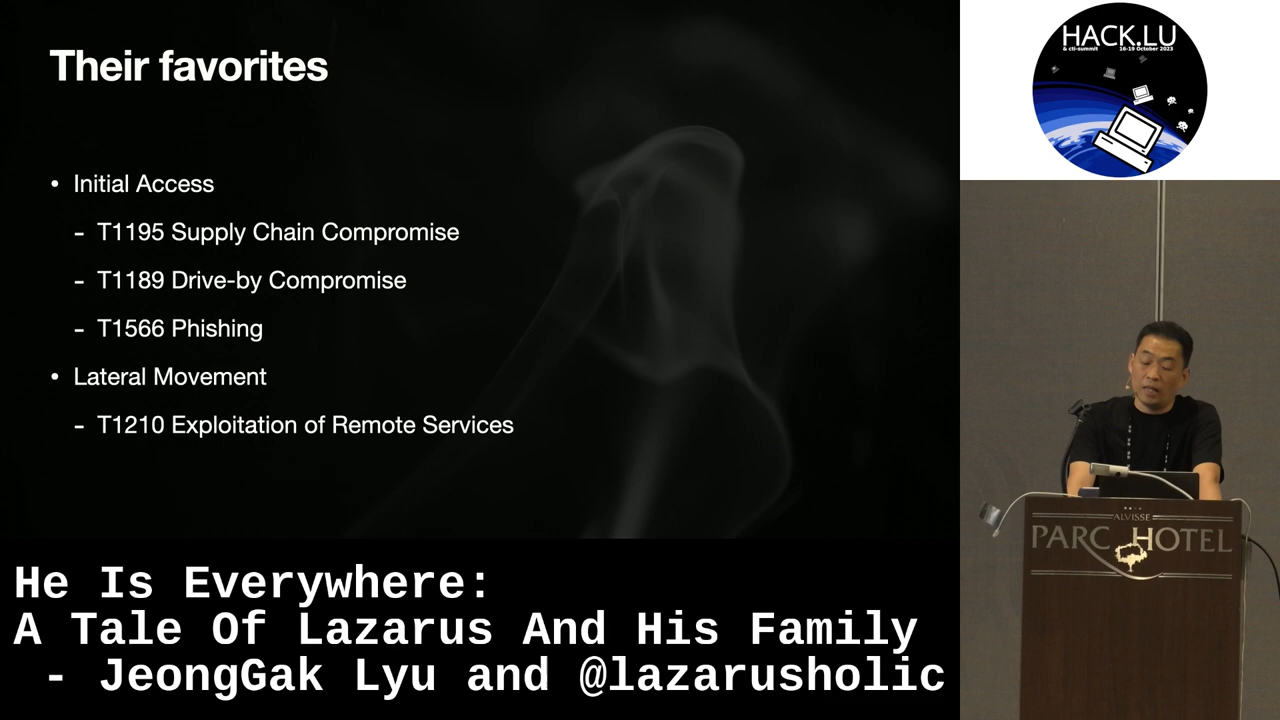 Their favorites
• Initial Access
- T1195 Supply Chain Compromise
- T1189 Drive-by Compromise
- T1566 Phishing
• Lateral Movement
- T1210 Exploitation of Remote Services
HACK.LU
& cti-summit 16-19 October 2023
ALVISSE
PARC HOTEL
He Is Everywhere:
A Tale Of Lazarus And His Family
- JeongGak Lyu and @lazarusholic